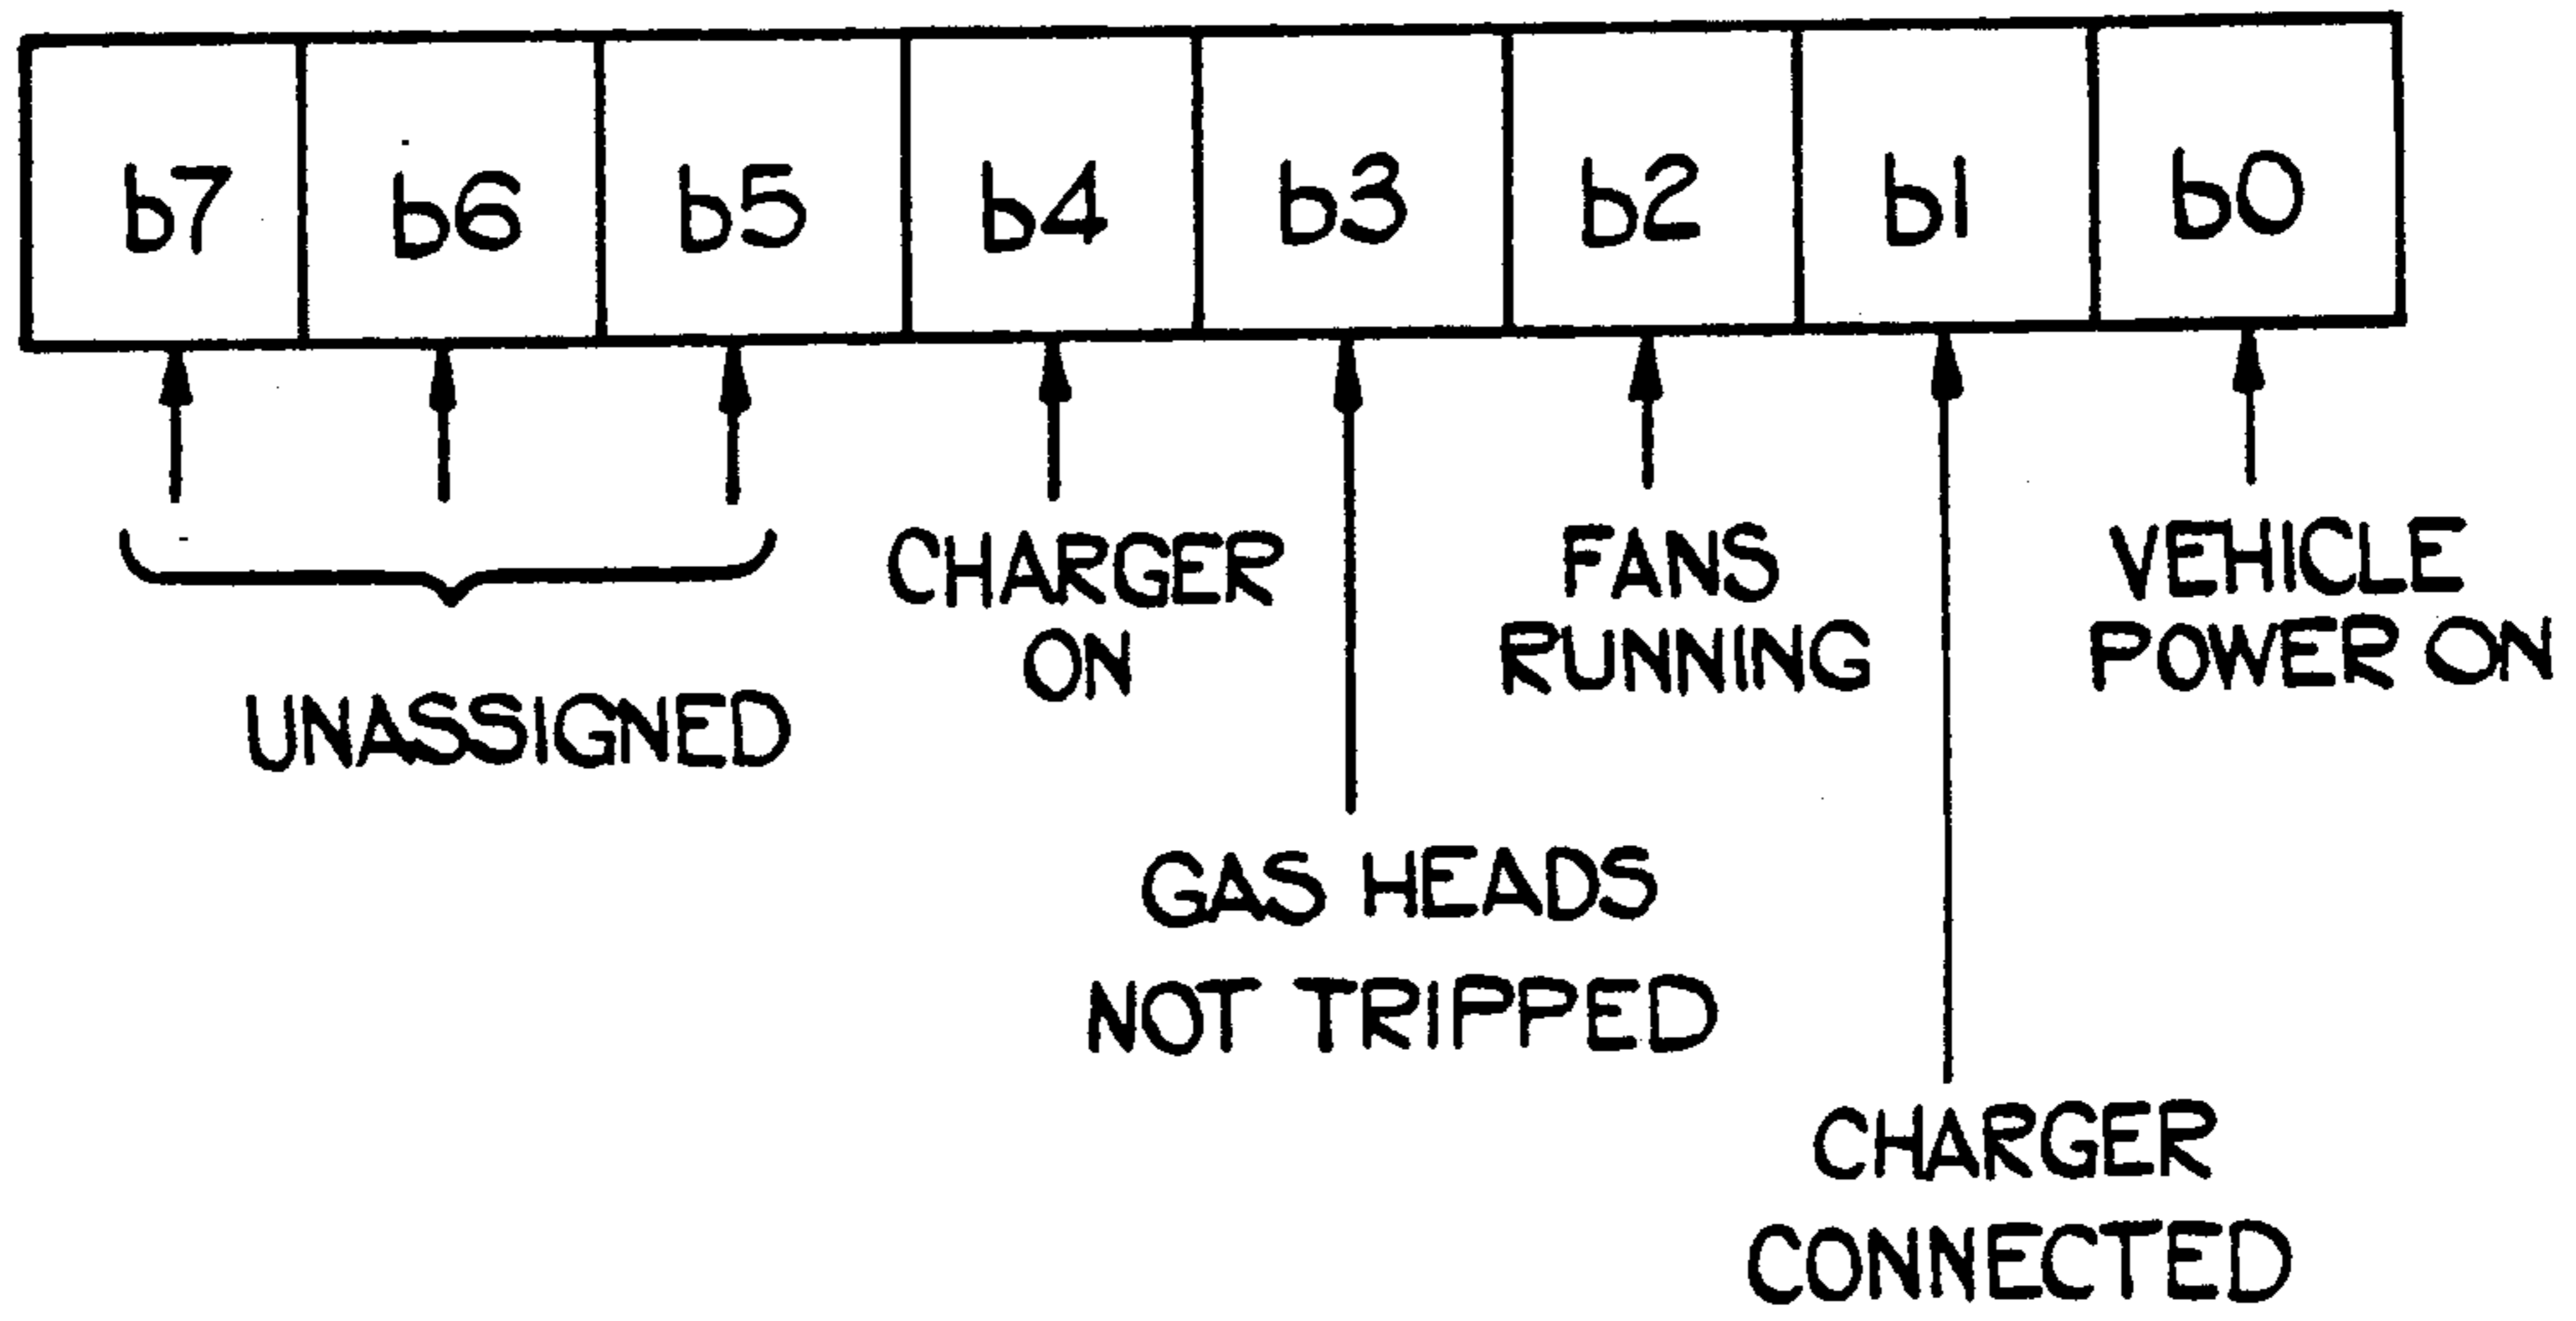 b7 b6 b5 b4 b3 b2 b1 b0
UNASSIGNED
CHARGER
ON
GAS HEADS
NOT TRIPPED
FANS
RUNNING
CHARGER
CONNECTED
VEHICLE
POWER ON